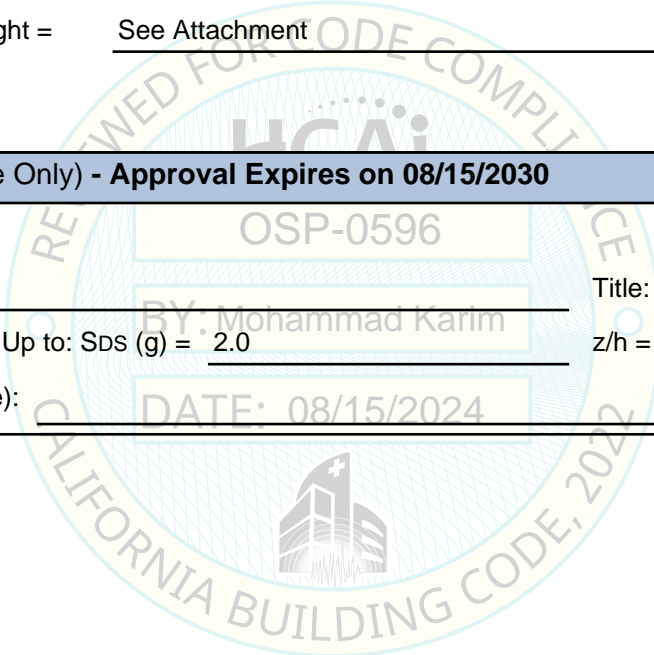 ght = See Attachment
REVIEWED FOR CODE COMPLIANCE
HCAi
e Only) - Approval Expires on 08/15/2030
OSP-0596
Title:
BY: Mohammad Karim
Up to: SDS (g) = 2.0 z/h =
e):
DATE: 08/15/2024
CALIFORNIA BUILDING CODE, 2022